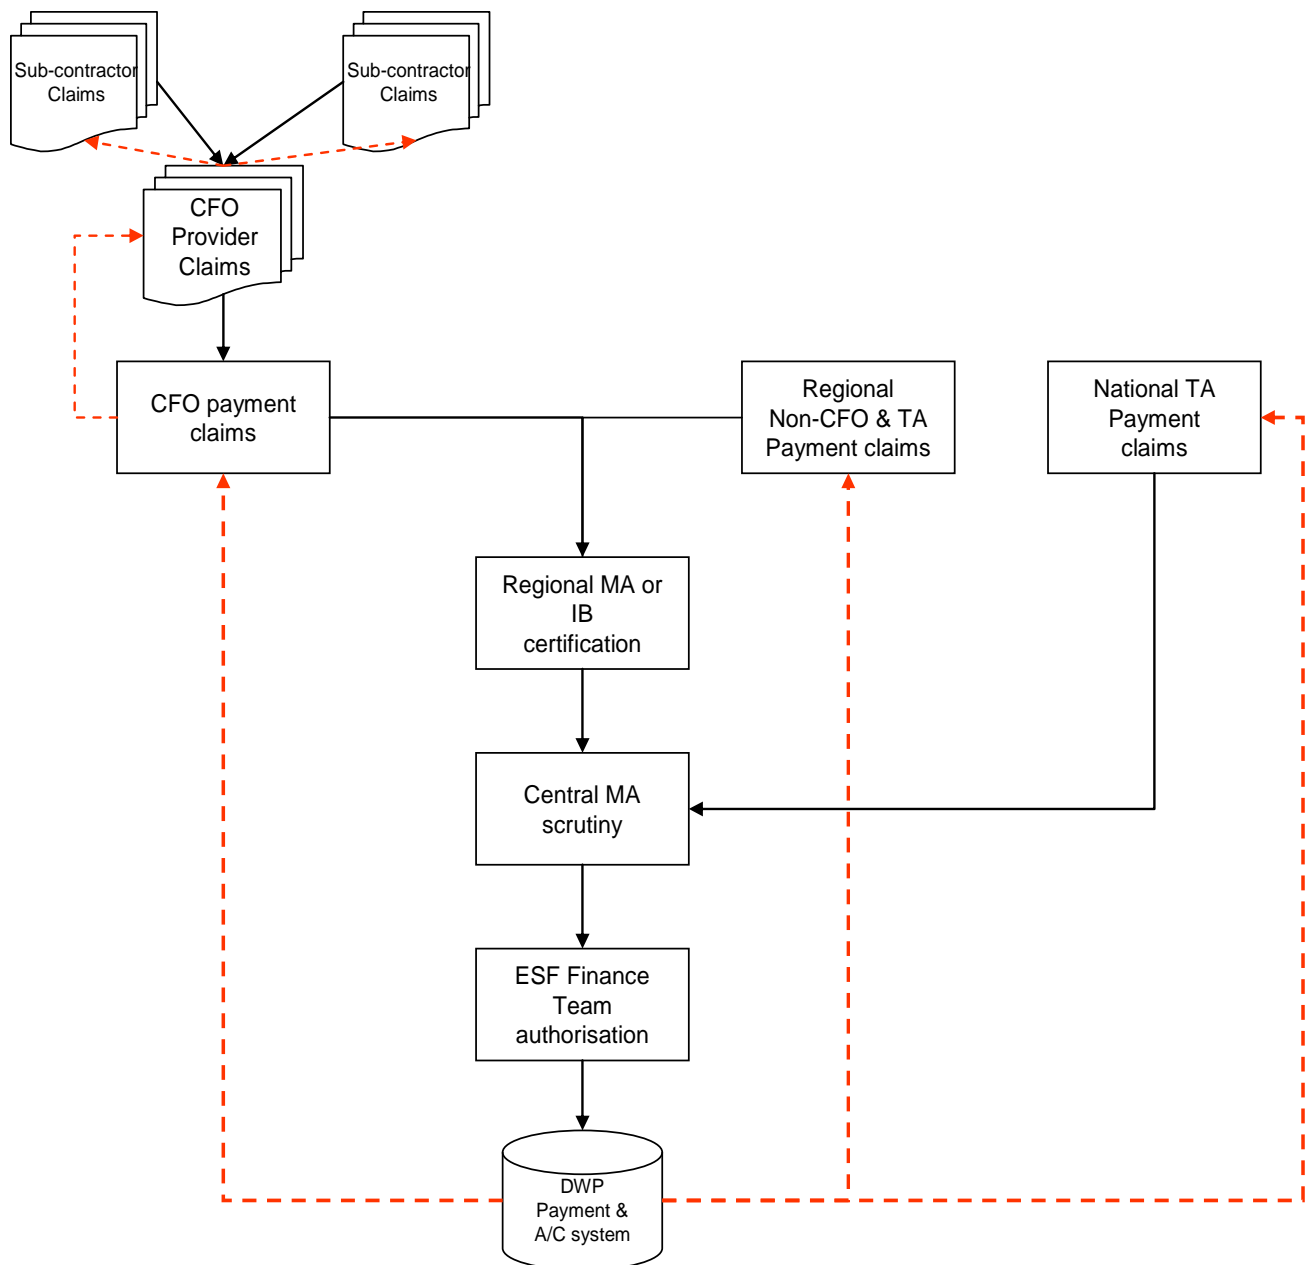 Sub-contractor
Claims
Sub-contractor
Claims
CFO
Provider
Claims
CFO payment
claims
Regional
Non-CFO & TA
Payment claims
National TA
Payment
claims
Regional MA or
IB
certification
Central MA
scrutiny
ESF Finance
Team
authorisation
DWP
Payment &
A/C system